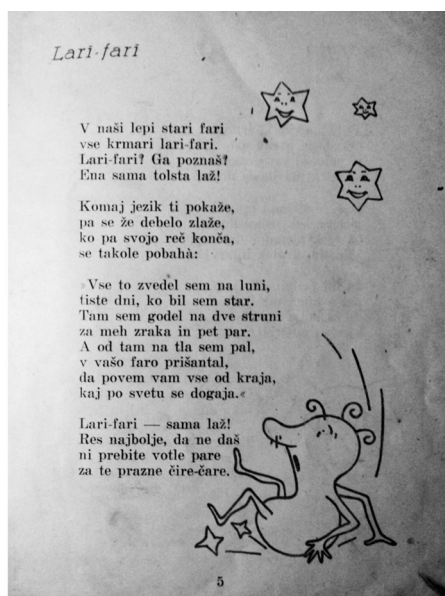 Lari-fari
V naši lepi stari fari
vse krmari lari-fari.
Lari-fari? Ga poznaš?
Ena sama tolsta laž!
Komaj jezik ti pokaže,
pa se že debelo zlaže,
ko pa svojo reč konča,
se takole pobahà:
»Vse to zvedel sem na luni,
tiste dni, ko bil sem star.
Tam sem godel na dve struni
za meh zraka in pet par.
A od tam na tla sem pal,
v vašo faro prišantal,
da povem vam vse od kraja,
kaj po svetu se dogaja.«
Lari-fari — sama laž!
Res najbolje, da ne daš
ni prebite votle pare
za te prazne čire-čare.
5